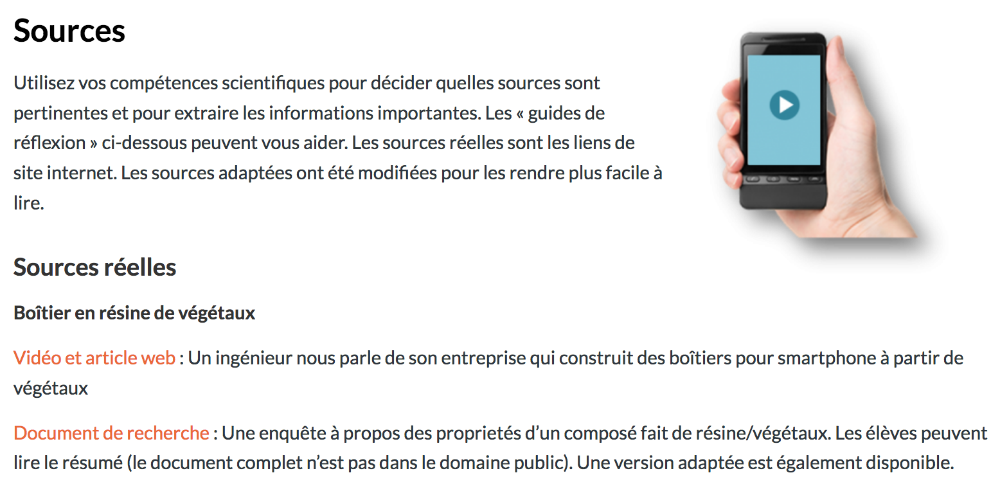 Sources
Utilisez vos compétences scientifiques pour décider quelles sources sont
pertinentes et pour extraire les informations importantes. Les « guides de
réflexion » ci-dessous peuvent vous aider. Les sources réelles sont les liens de
site internet. Les sources adaptées ont été modifiées pour les rendre plus facile à
lire.
Sources réelles
Boîtier en résine de végétaux
Vidéo et article web : Un ingénieur nous parle de son entreprise qui construit des boîtiers pour smartphone à partir de
végétaux
Document de recherche : Une enquête à propos des proprietés d’un composé fait de résine/végétaux. Les élèves peuvent
lire le résumé (le document complet n’est pas dans le domaine public). Une version adaptée est également disponible.